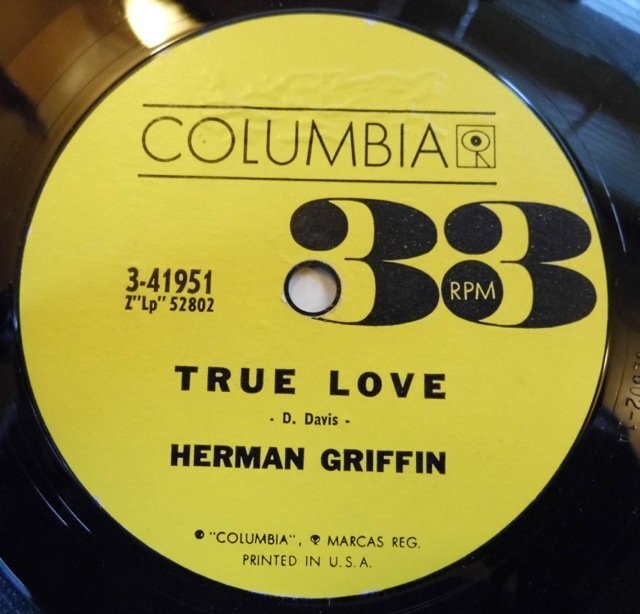 COLUMBIA
33
RPM
3-41951
Z"Lp" 52802
TRUE LOVE
- D. Davis -
HERMAN GRIFFIN
"COLUMBIA", MARCAS REG.
PRINTED IN U.S.A.